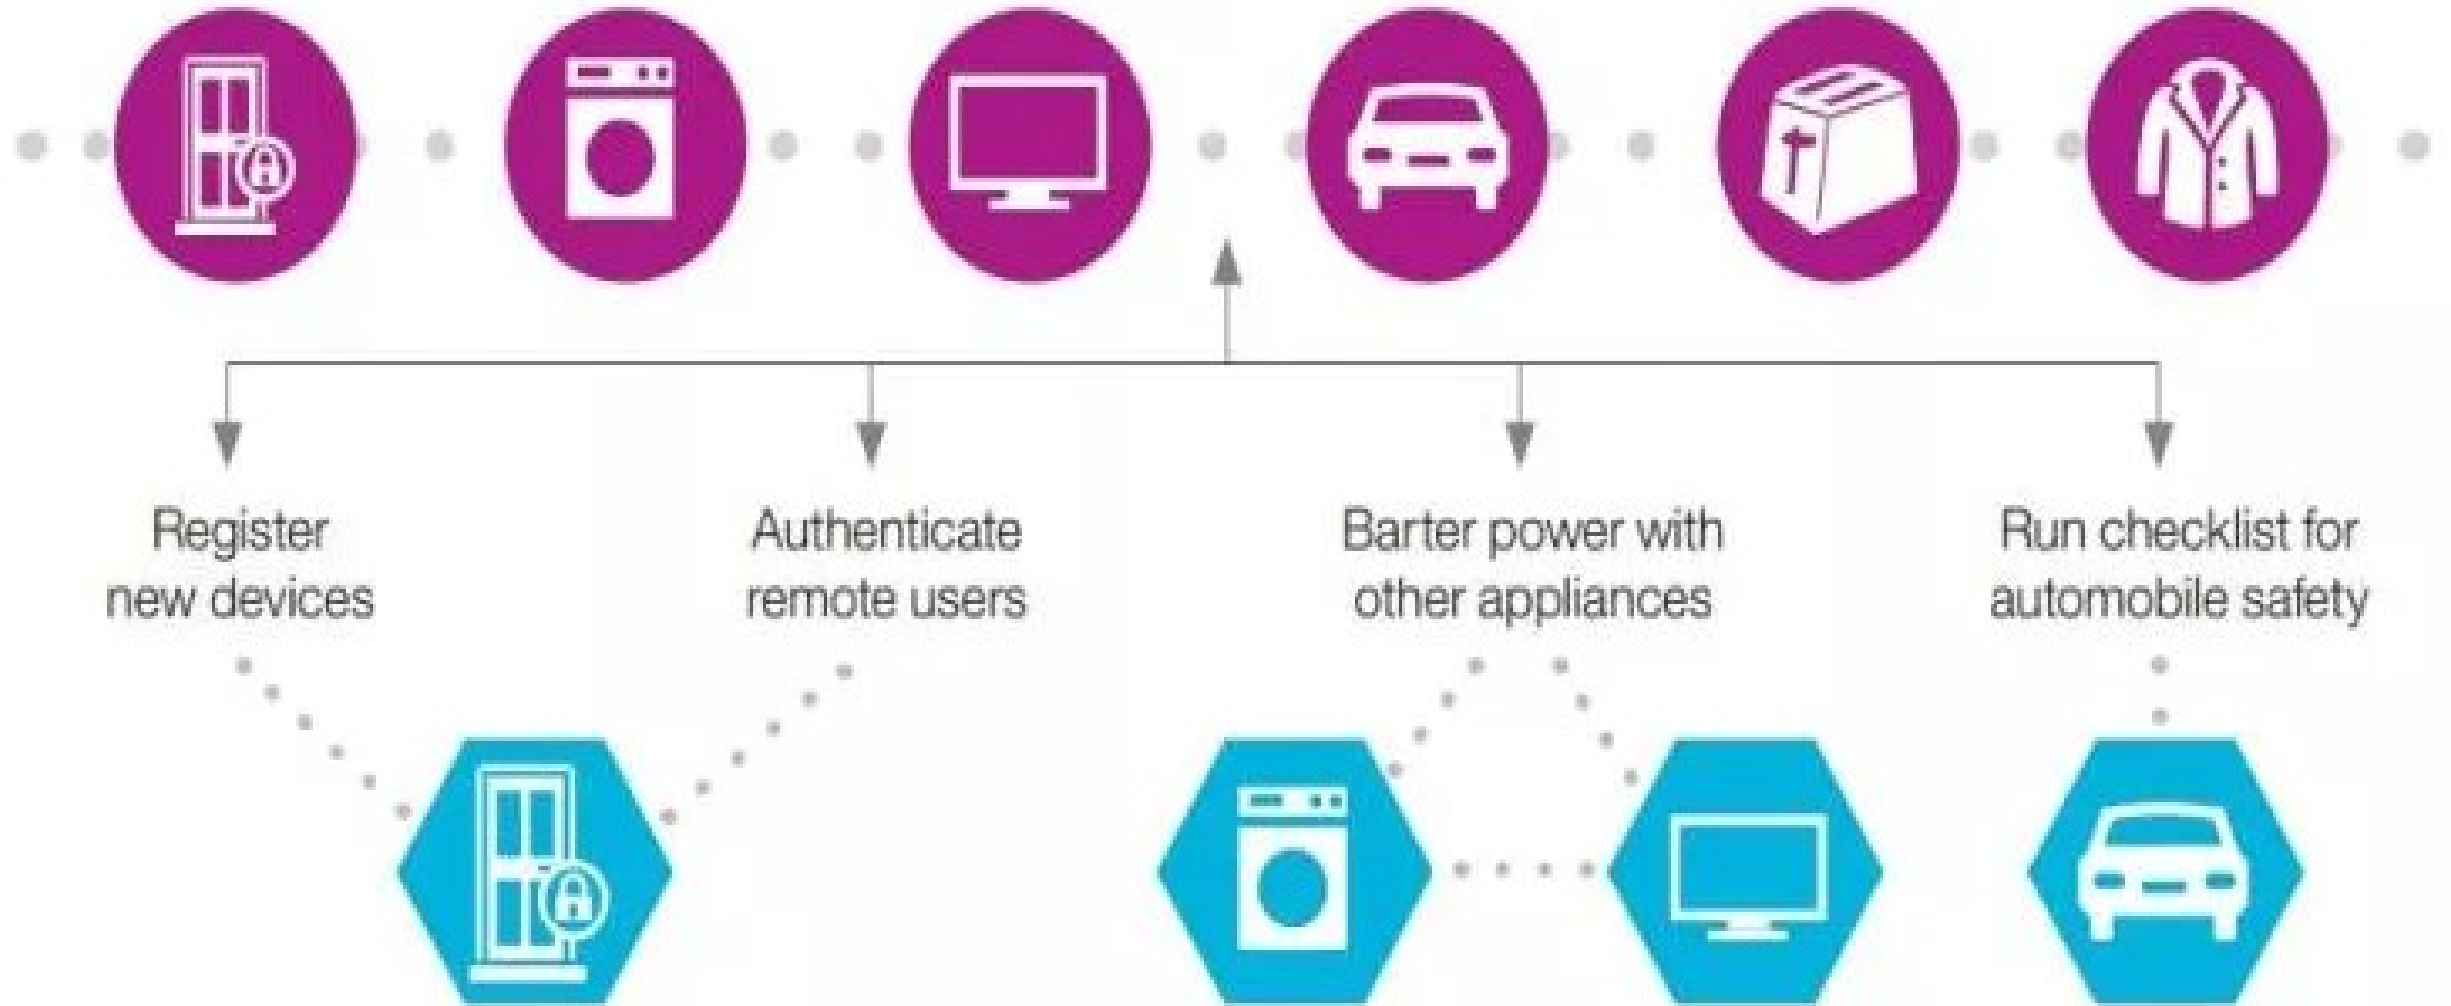 Register
new devices
Authenticate
remote users
Barter power with
other appliances
Run checklist for
automobile safety